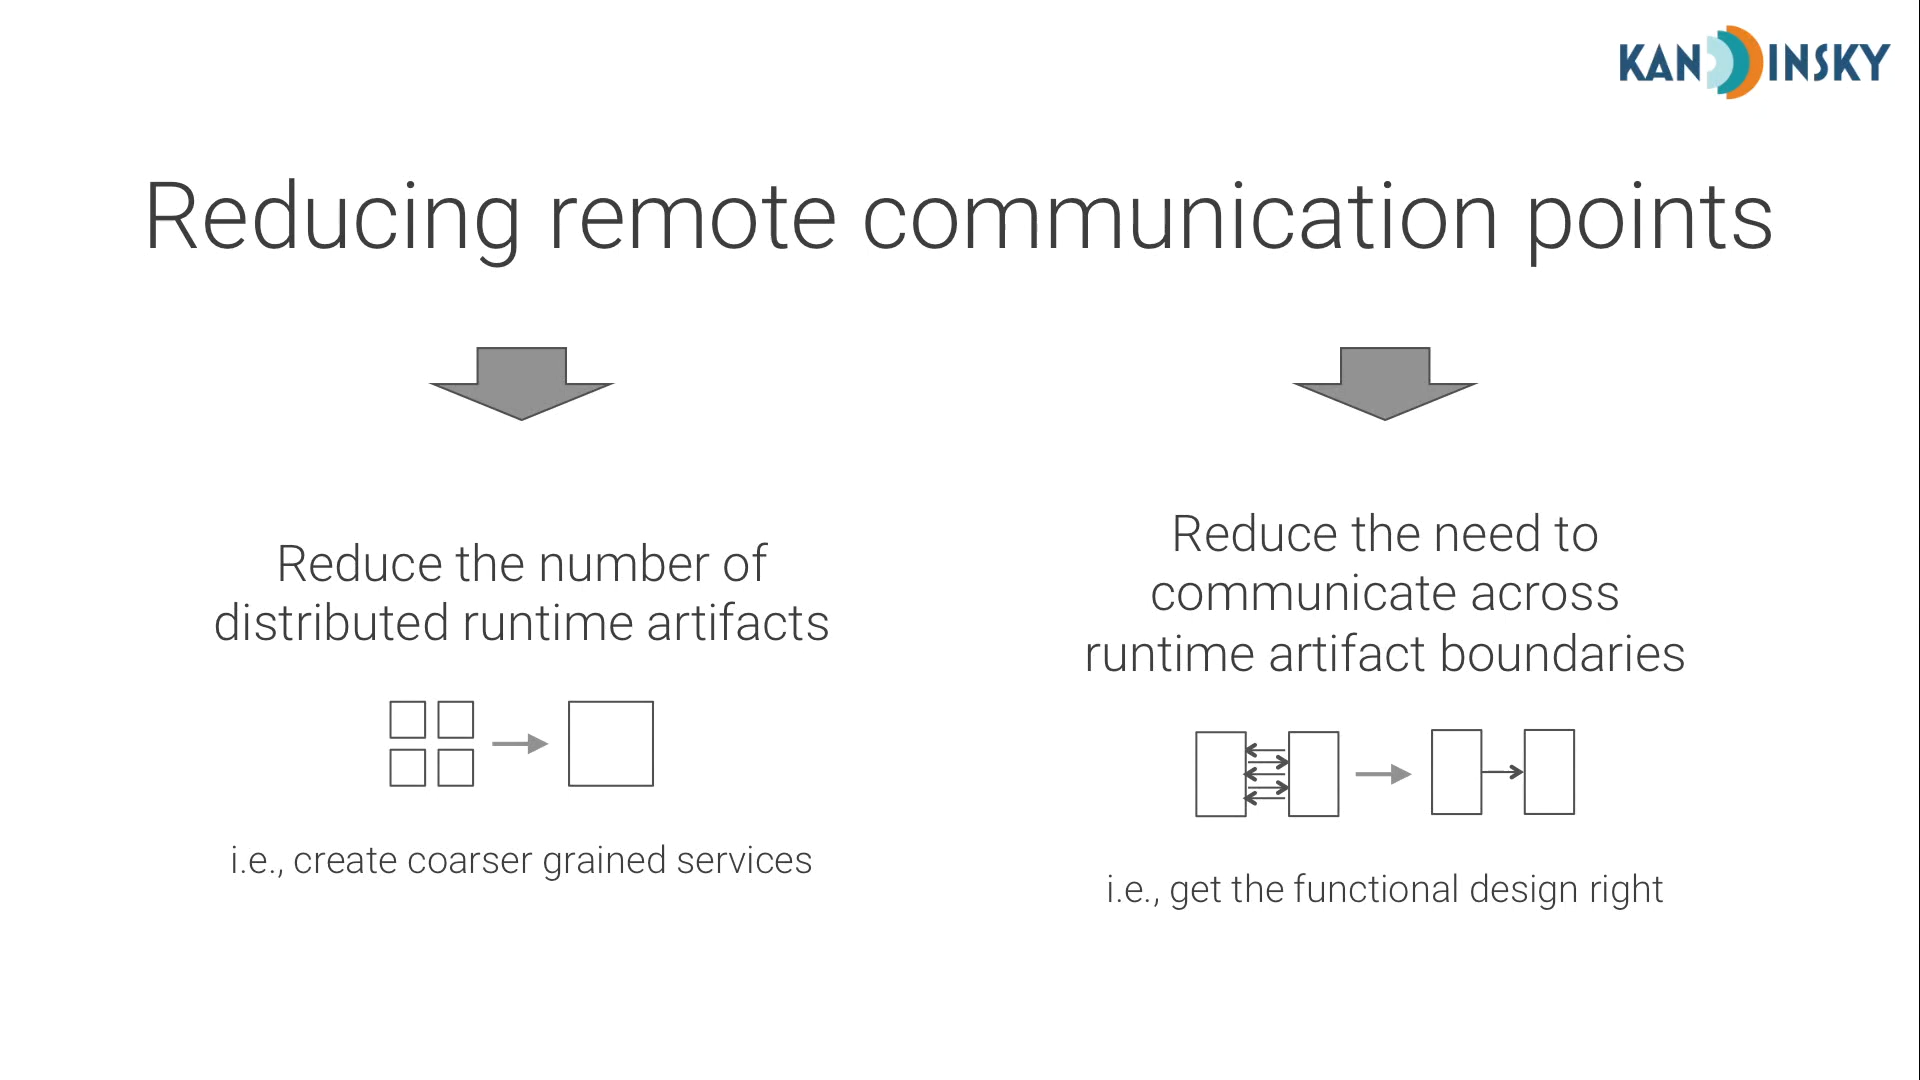 KANDINSKY
Reducing remote communication points
Reduce the number of
distributed runtime artifacts
i.e., create coarser grained services
Reduce the need to
communicate across
runtime artifact boundaries
i.e., get the functional design right